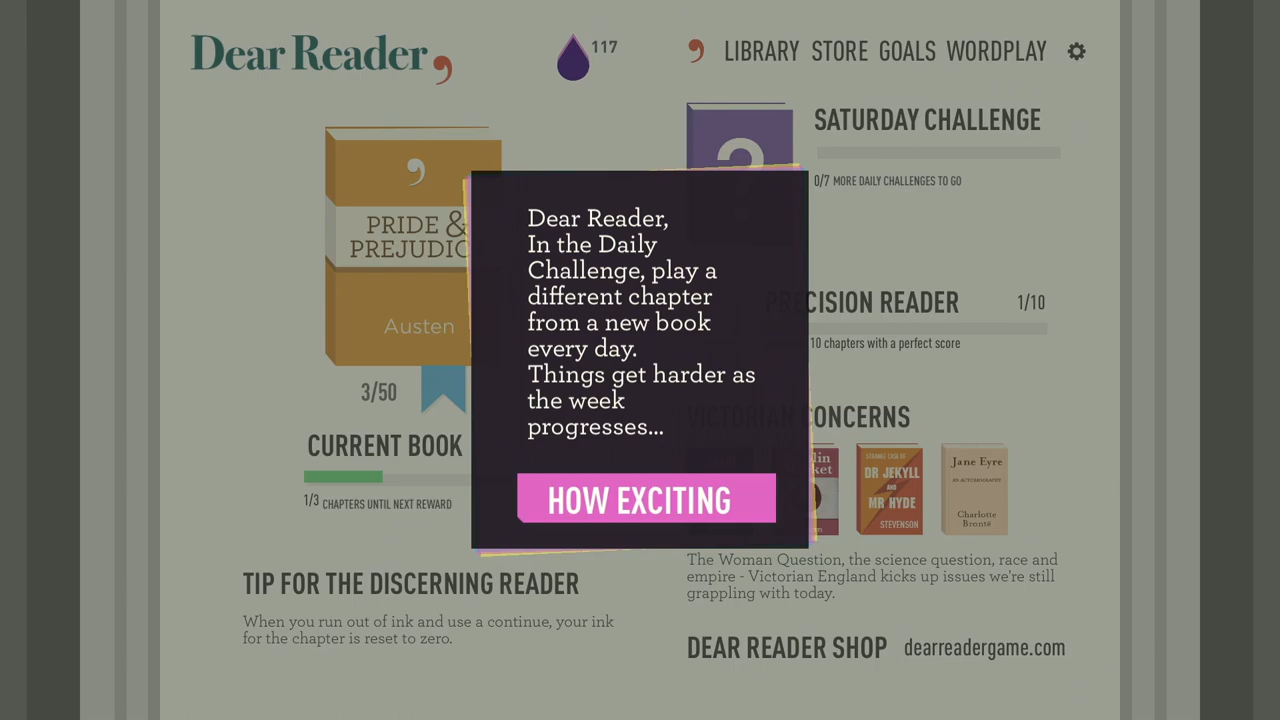 Dear Reader,
117
LIBRARY STORE GOALS WORDPLAY
PRIDE &
PREJUDIC
Austen
3/50
CURRENT BOOK
1/3 CHAPTERS UNTIL NEXT REWARD
TIP FOR THE DISCERNING READER
When you run out of ink and use a continue, your ink
for the chapter is reset to zero.
Dear Reader,
In the Daily
Challenge, play a
different chapter
from a new book
every day.
Things get harder as
the week
progresses...
HOW EXCITING
?
SATURDAY CHALLENGE
0/7 MORE DAILY CHALLENGES TO GO
PRECISION READER 1/10
10 chapters with a perfect score
VICTORIAN CONCERNS
STRANGE CASE OF
DR JEKYLL
AND
MR HYDE
STEVENSON
Jane Eyre
AN AUTOBIOGRAPHY
Charlotte
Brontë
The Woman Question, the science question, race and
empire - Victorian England kicks up issues we're still
grappling with today.
DEAR READER SHOP dearreadergame.com